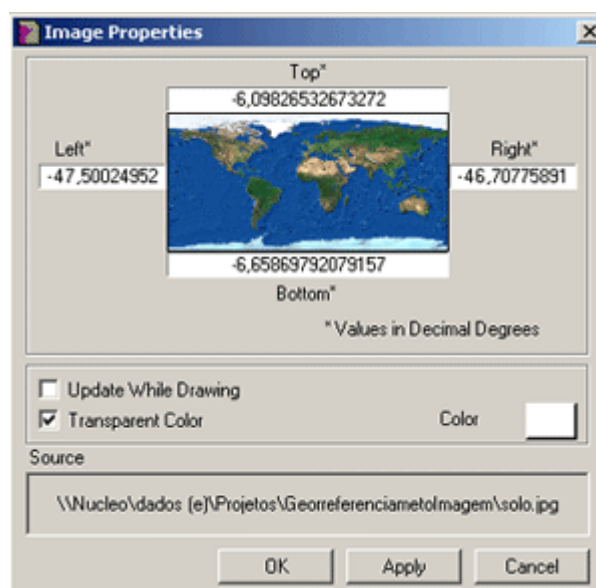 Image Properties
Top*
-6,09826532673272
Left*
Right*
-47,50024952
-46,70775891
-6,65869792079157
Bottom*
* Values in Decimal Degrees
Update While Drawing
Transparent Color
Color
Source
\\Nucleo\dados (e)\Projetos\GeorreferenciametoImagem\solo.jpg
OK
Apply
Cancel